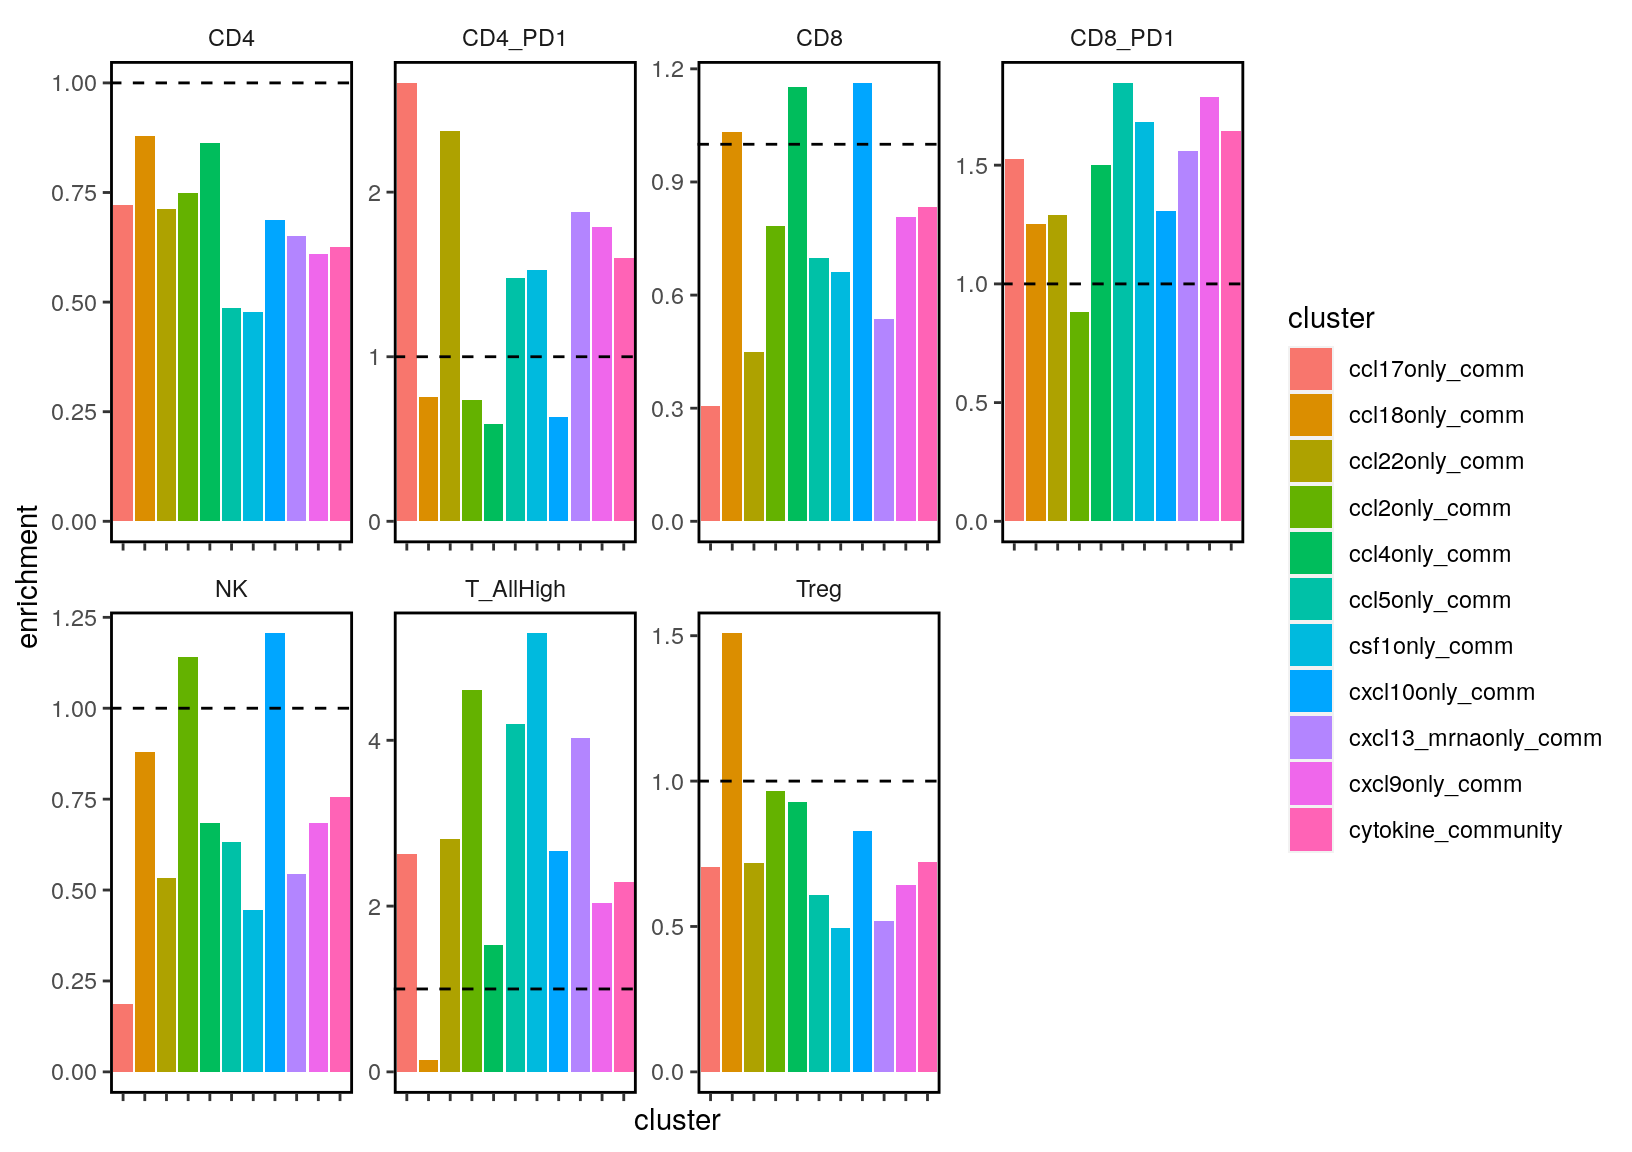 CD4
CD4_PD1
CD8
CD8_PD1
1.00
0.75
0.50
0.25
0.00
2
1
0
1.2
0.9
0.6
0.3
0.0
1.5
1.0
0.5
0.0
enrichment
NK
T_AllHigh
Treg
1.25
1.00
0.75
0.50
0.25
0.00
4
2
0
1.5
1.0
0.5
0.0
cluster
cluster
ccl17only_comm
ccl18only_comm
ccl22only_comm
ccl2only_comm
ccl4only_comm
ccl5only_comm
csf1only_comm
cxcl10only_comm
cxcl13_mrnaonly_comm
cxcl9only_comm
cytokine_community